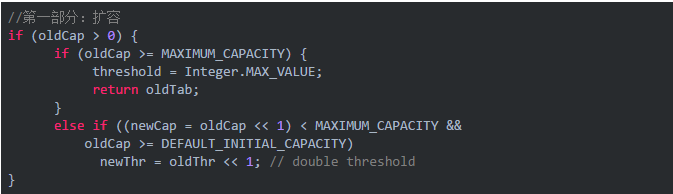 //第一部分：扩容
if (oldCap > 0) {
if (oldCap >= MAXIMUM_CAPACITY) {
threshold = Integer.MAX_VALUE;
return oldTab;
}
else if ((newCap = oldCap << 1) < MAXIMUM_CAPACITY &&
oldCap >= DEFAULT_INITIAL_CAPACITY)
newThr = oldThr << 1; // double threshold
}